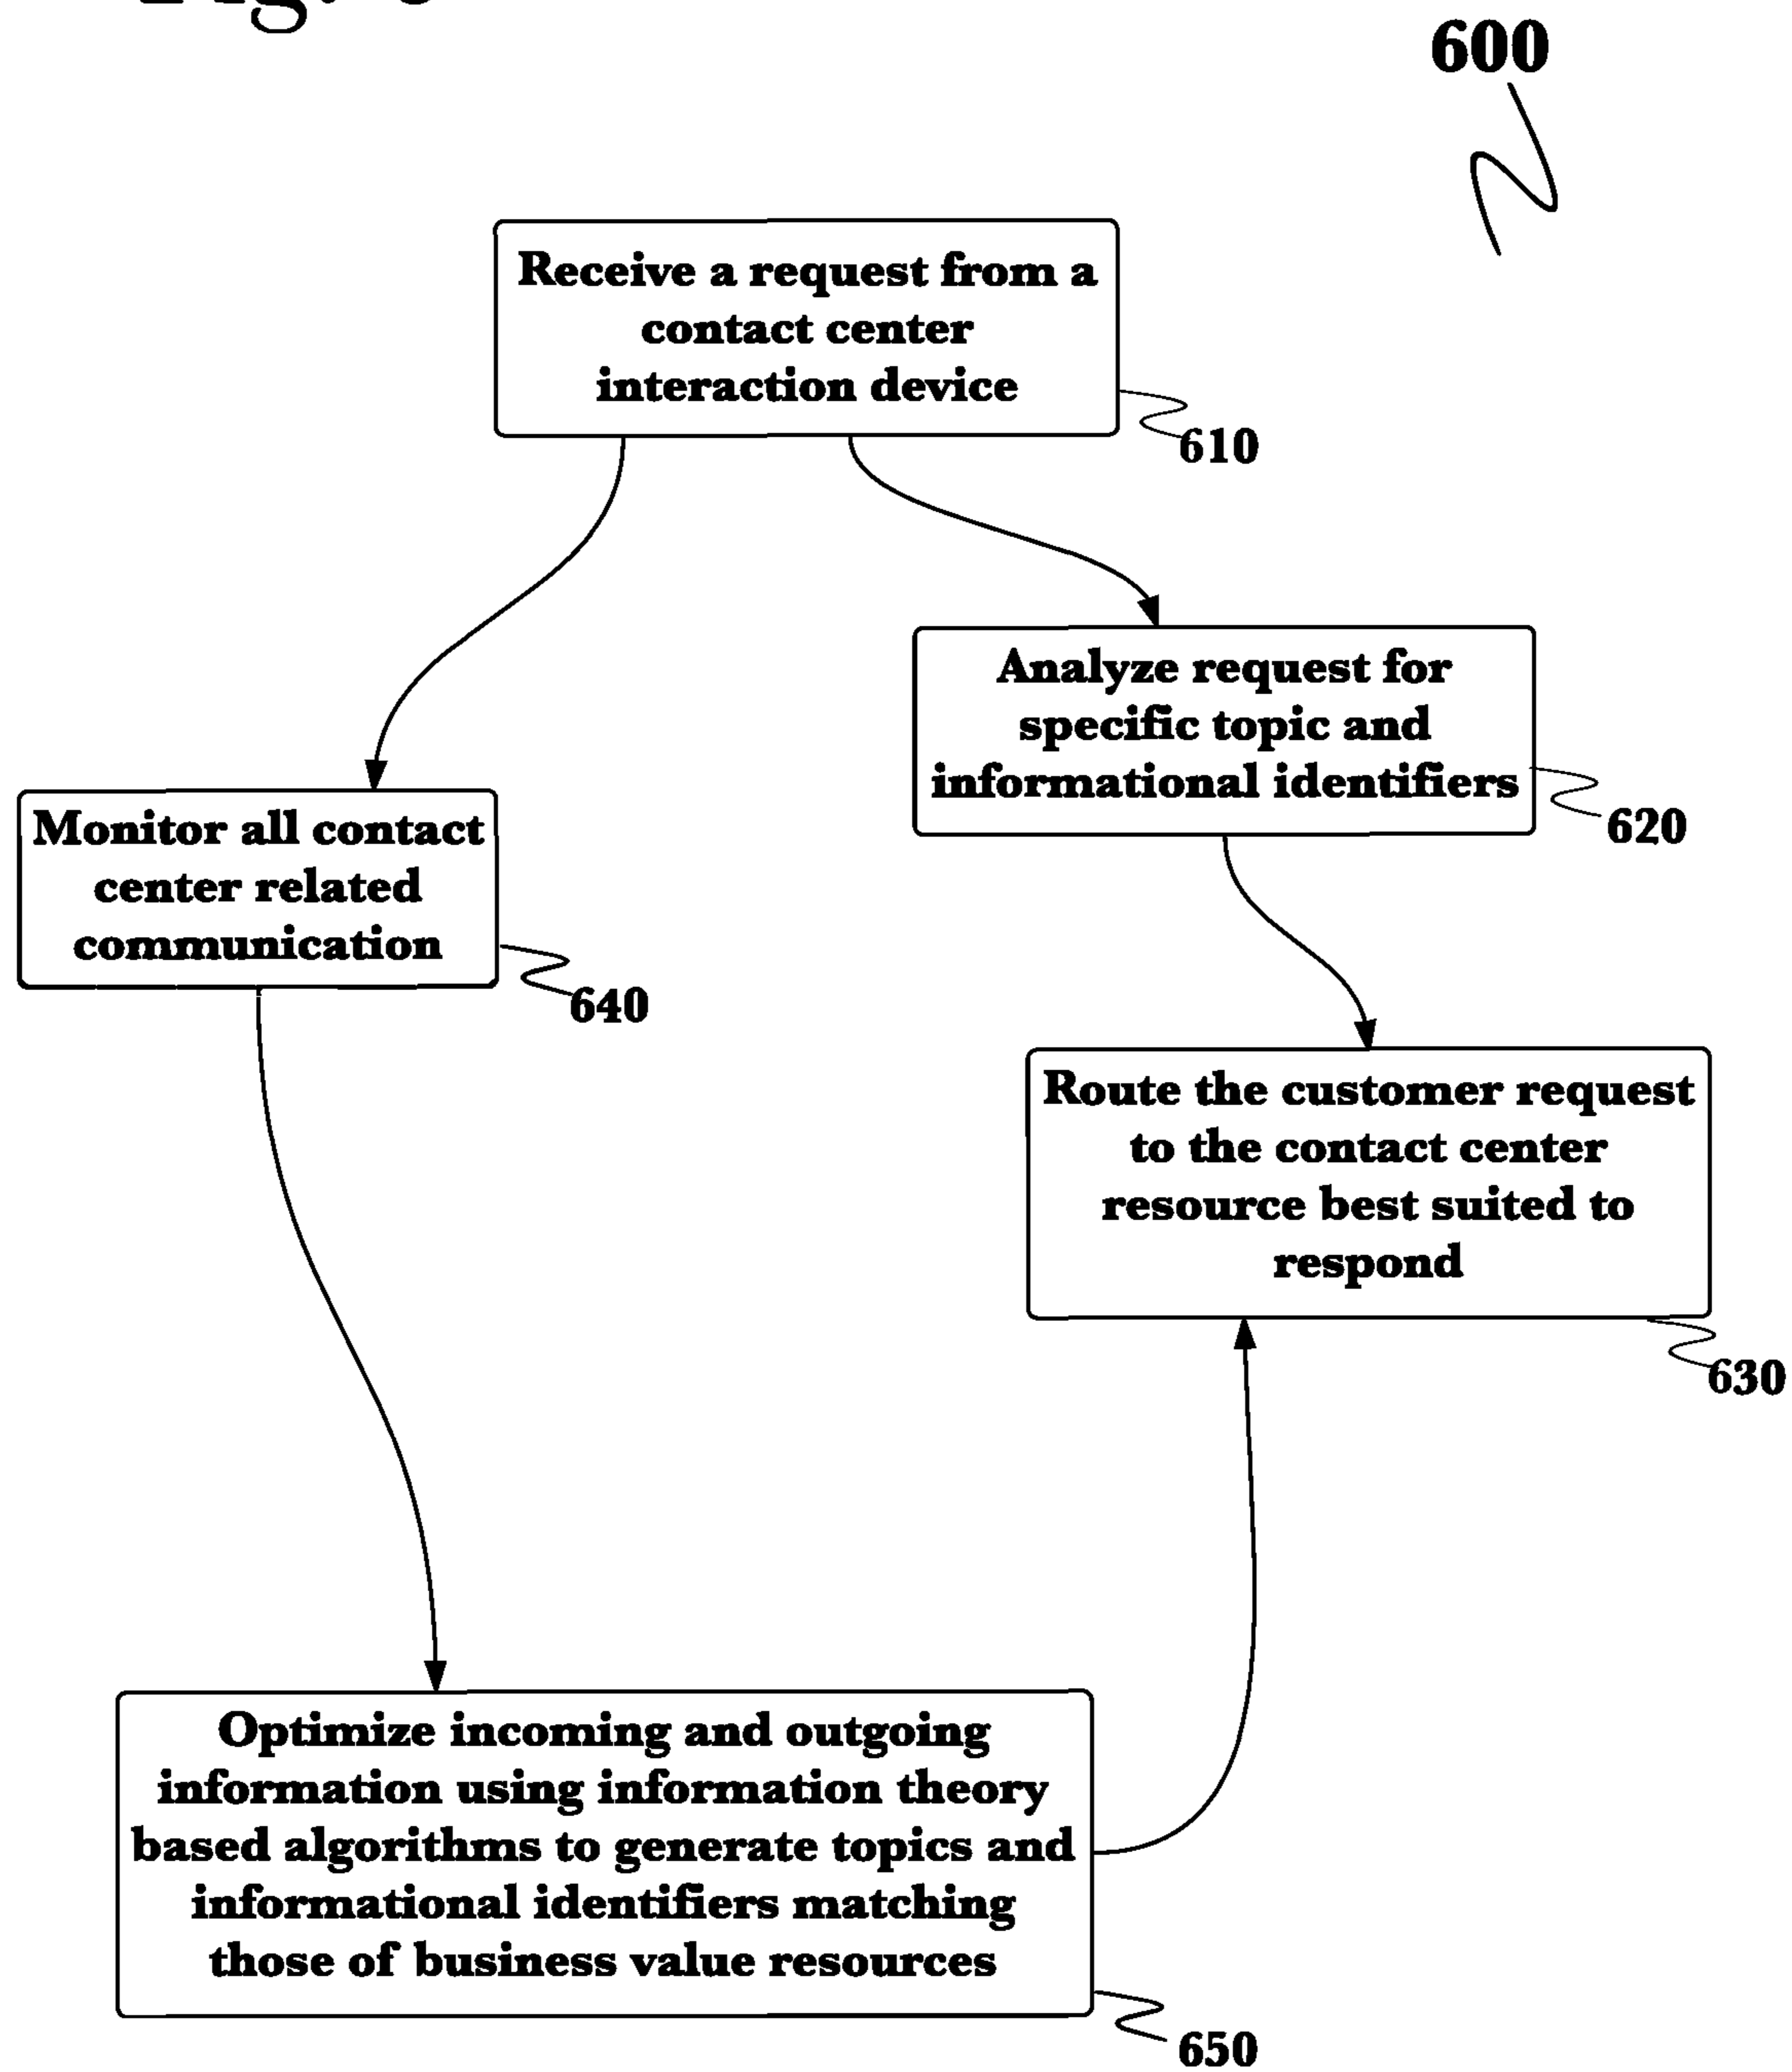 600
Receive a request from a
contact center
interaction device
610
Analyze request for
specific topic and
informational identifiers
620
Monitor all contact
center related
communication
640
Route the customer request
to the contact center
resource best suited to
respond
630
Optimize incoming and outgoing
information using information theory
based algorithms to generate topics and
informational identifiers matching
those of business value resources
650